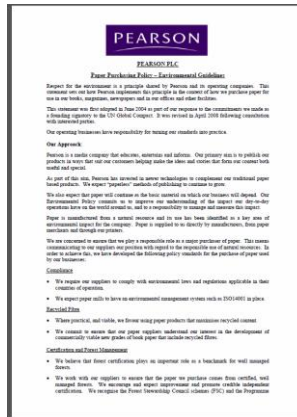 PEARSON
PEARSON PLC
Paper Purchasing Policy – Environmental Guidelines
Respect for the environment is a principle shared by Pearson and its operating companies. This
statement sets out how Pearson implements this principle in the context of how we purchase paper for
use in our books, magazines, newspapers and in our offices and other facilities.
This statement was first adopted in June 2004 as part of our response to the commitments we made as
a founding signatory to the UN Global Compact. It was revised in April 2008 following consultation
with interested parties.
Our operating businesses have responsibility for turning our standards into practice.
Our Approach
Pearson is a media company that educates, entertains and informs. Our primary aim is to publish our
products in ways that suit our customers helping make the ideas and stories that form our content both
useful and special.
As part of this aim, Pearson has invested in newer technologies to complement our traditional paper
based products. We expect "paperless" methods of publishing to continue to grow.
We also expect that paper will continue as the basic material on which our business will depend. Our
Environmental Policy commits us to improve our understanding of the impact our day-to-day
operations have on the world around us, and to a responsibility to manage and measure this impact.
Paper is manufactured from a natural resource and its use has been identified as a key area of
environmental impact for the company. Paper is supplied to us directly by manufacturers, from paper
merchants and through our printers.
We are concerned to ensure that we play a responsible role as a major purchaser of paper. This means
communicating to our suppliers our position with regard to the responsible use of natural resources. In
order to achieve this, we have developed the following policy standards for the purchase of paper used
by our businesses.
Compliance
• We require our suppliers to comply with environmental laws and regulations applicable in their
countries of operation.
• We expect paper mills to have an environmental management system such as ISO14001 in place.
Recycled Fibre
• Where practical, and viable, we favour using paper products that maximise recycled content.
• We commit to ensure that our paper suppliers understand our interest in the development of
commercially viable new grades of book paper that include recycled fibres.
Certification and Forest Management
• We believe that forest certification plays an important role as a benchmark for well managed
forests.
• We work with our suppliers to ensure that the paper we purchase comes from certified, well
managed forests. We encourage and expect improvement and promote credible independent
certification. We recognise the Forest Stewardship Council schemes (FSC) and the Programme